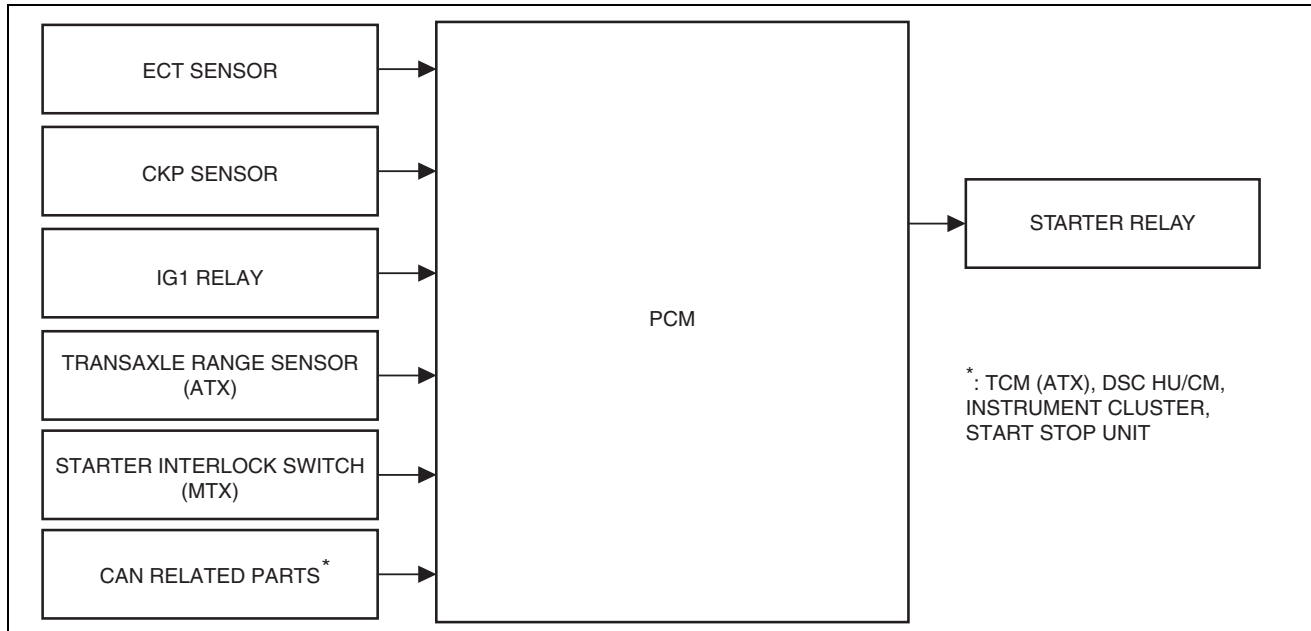 ECT SENSOR
CKP SENSOR
IG1 RELAY
TRANSAXLE RANGE SENSOR
(ATX)
STARTER INTERLOCK SWITCH
(MTX)
CAN RELATED PARTS*
PCM
STARTER RELAY
*: TCM (ATX), DSC HU/CM,
INSTRUMENT CLUSTER,
START STOP UNIT